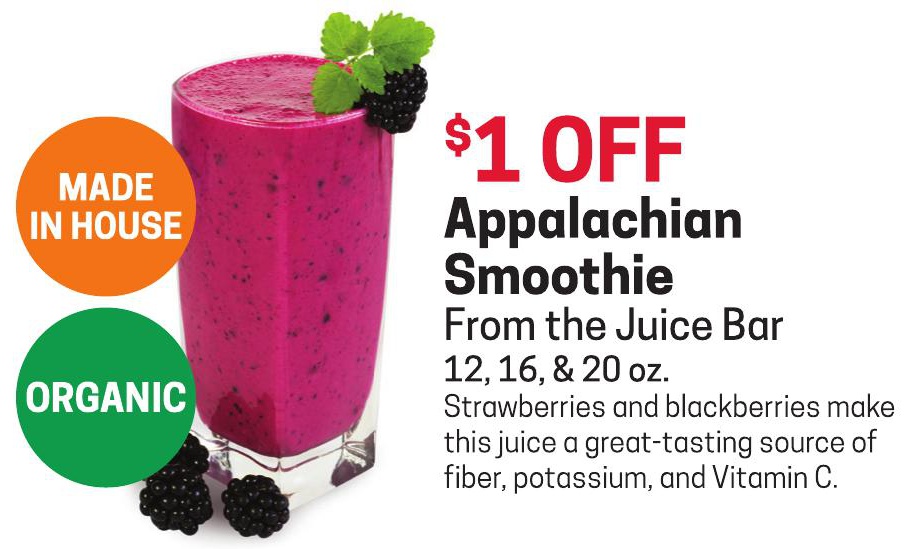 MADE
IN HOUSE
ORGANIC
$1 OFF
Appalachian
Smoothie
From the Juice Bar
12, 16, & 20 oz.
Strawberries and blackberries make
this juice a great-tasting source of
fiber, potassium, and Vitamin C.